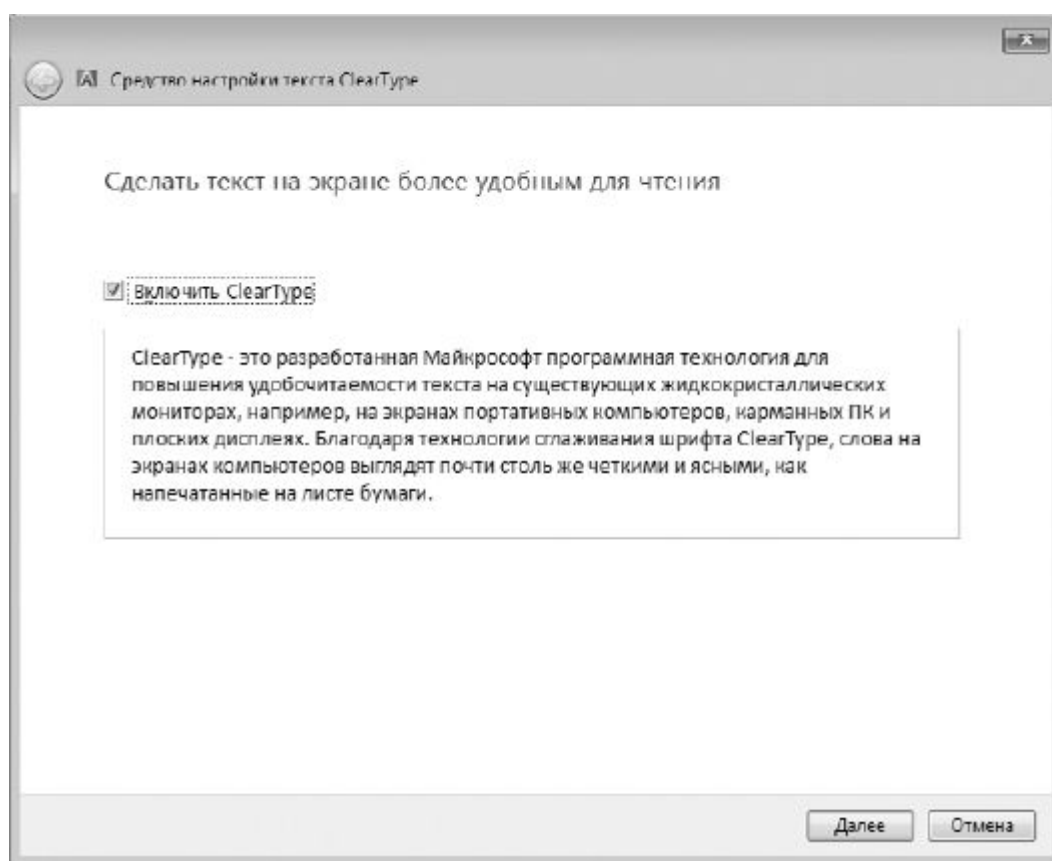 Средство настройки текста ClearType
Сделать текст на экране более удобным для чтения
Включить ClearType
ClearType - это разработанная Майкрософт программная технология для
повышения удобочитаемости текста на существующих жидкокристаллических
мониторах, например, на экранах портативных компьютеров, карманных ПК и
плоских дисплеях. Благодаря технологии сглаживания шрифта ClearType, слова на
экранах компьютеров выглядят почти столь же четкими и ясными, как
напечатанные на листе бумаги.
Далее Отмена